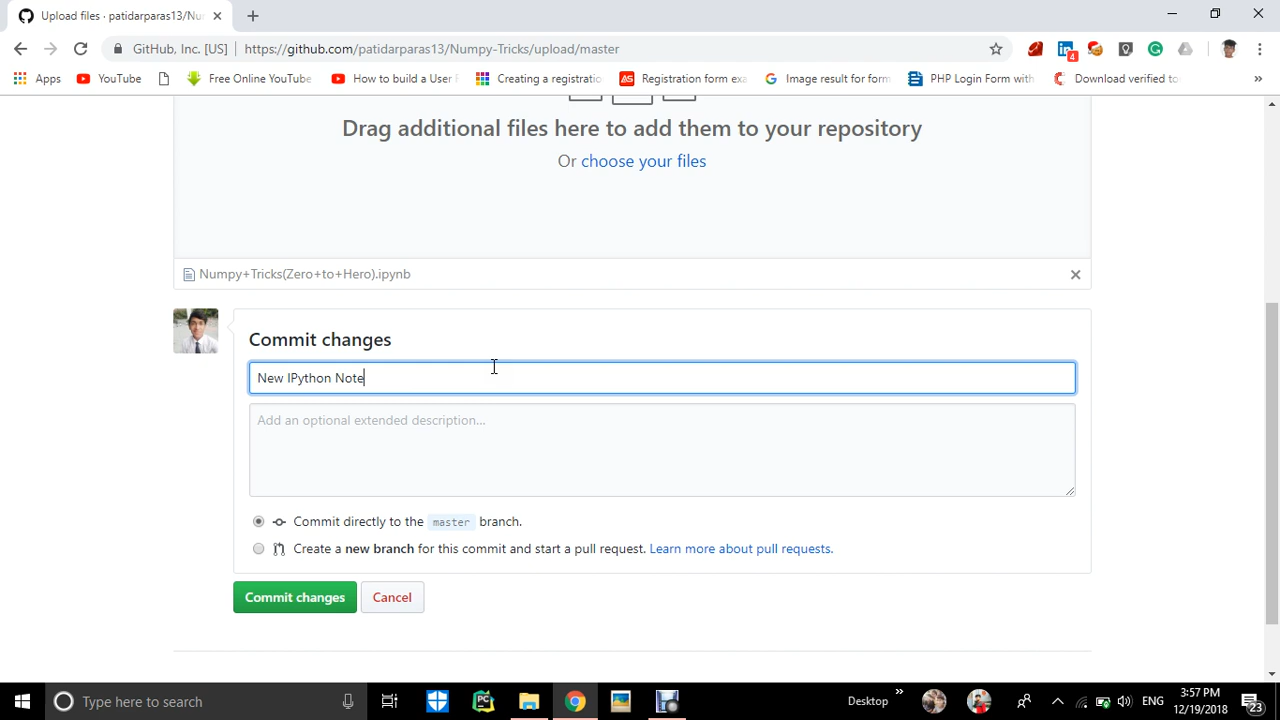 Upload files · patidarparas13/Nu
GitHub, Inc. [US] | https://github.com/patidarparas13/Numpy-Tricks/upload/master
4
Apps YouTube Free Online YouTube How to build a User Creating a registratio Registration form exa Image result for form PHP Login Form with Download verified to »
Drag additional files here to add them to your repository
Or choose your files
Numpy+Tricks(Zero+to+Hero).ipynb
Commit changes
New IPython Note
Add an optional extended description...
Commit directly to the master branch.
Create a new branch for this commit and start a pull request. Learn more about pull requests.
Commit changes Cancel
Type here to search
PC
Desktop »
ENG
3:57 PM
12/19/2018
23